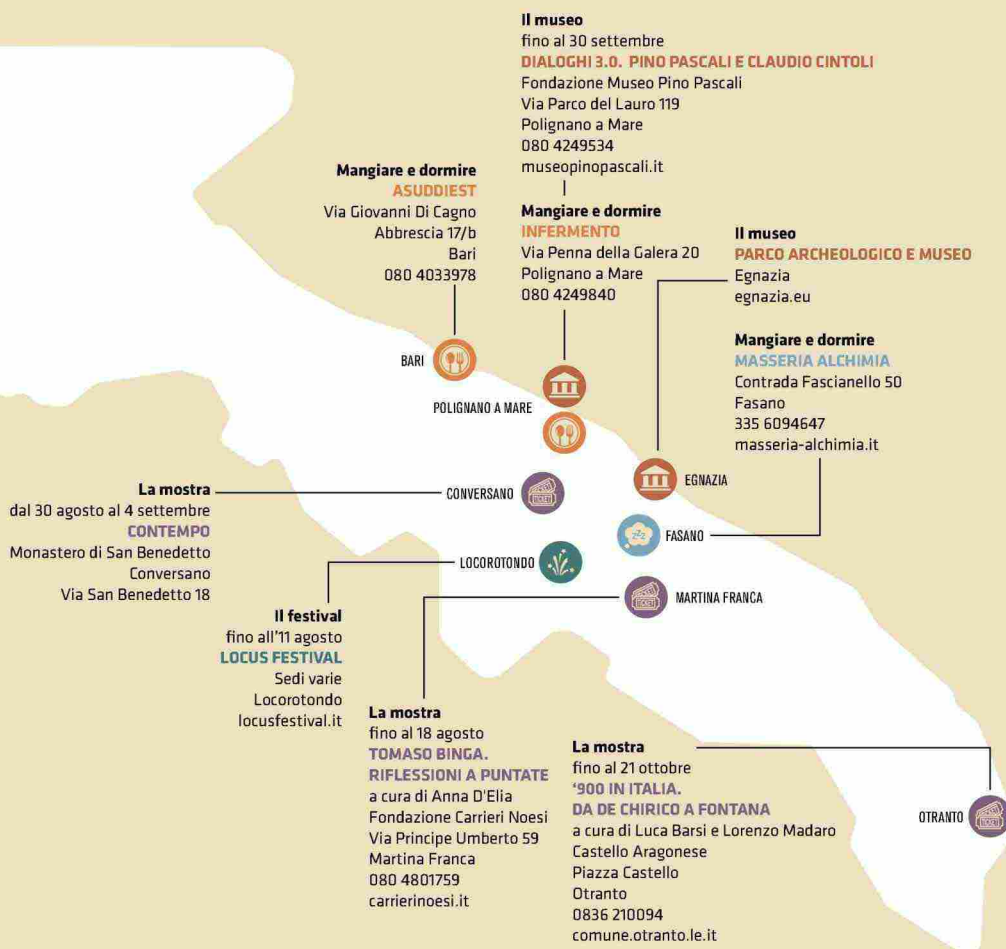 Il museo
fino al 30 settembre
DIALOGHI 3.0. PINO PASCALI E CLAUDIO CINTOLI
Fondazione Museo Pino Pascali
Via Parco del Lauro 119
Polignano a Mare
080 4249534
museopinopascali.it
Mangiare e dormire
ASUDDIEST
Via Giovanni Di Cagno
Abbrescia 17/b
Bari
080 4033978
Mangiare e dormire
INFERMENTO
Via Penna della Galera 20
Polignano a Mare
080 4249840
Il museo
PARCO ARCHEOLOGICO E MUSEO
Egnazia
egnazia.eu
Mangiare e dormire
MASSERIA ALCHIMIA
Contrada Fascianello 50
Fasano
335 6094647
masseria-alchimia.it
BARI
POLIGNANO A MARE
EGNAZIA
CONVERSANO
TICKET
FASANO
zzz
LOCOROTONDO
MARTINA FRANCA
TICKET
La mostra
dal 30 agosto al 4 settembre
CONTEMPO
Monastero di San Benedetto
Conversano
Via San Benedetto 18
Il festival
fino all'11 agosto
LOCUS FESTIVAL
Sedi varie
Locorotondo
locusfestival.it
La mostra
fino al 18 agosto
TOMASO BINGA.
RIFLESSIONI A PUNTATE
a cura di Anna D'Elia
Fondazione Carrieri Noesi
Via Principe Umberto 59
Martina Franca
080 4801759
carrierinoesi.it
La mostra
fino al 21 ottobre
‘900 IN ITALIA.
DA DE CHIRICO A FONTANA
a cura di Luca Barsi e Lorenzo Madaro
Castello Aragonese
Piazza Castello
Otranto
0836 210094
comune.otranto.le.it
OTRANTO
TICKET